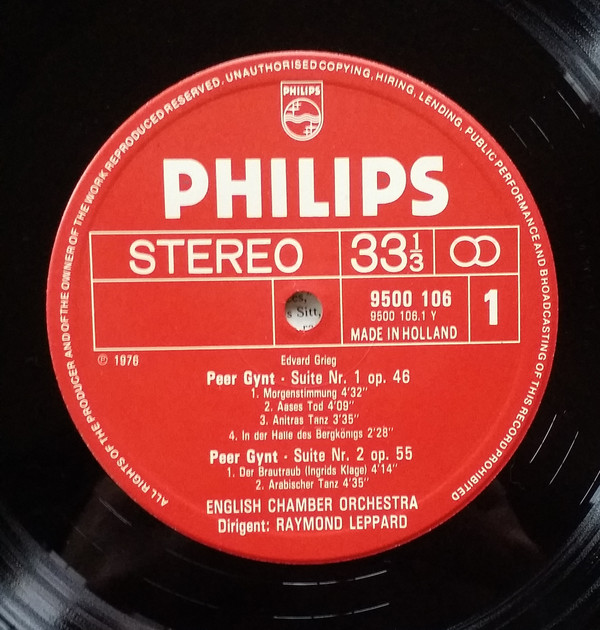 ALL RIGHTS OF THE PRODUCER AND OF THE OWNER OF THE WORK REPRODUCED RESERVED. UNAUTHORISED COPYING, HIRING, LENDING, PUBLIC PERFORMANCE AND BROADCASTING OF THIS RECORD PROHIBITED
PHILIPS
PHILIPS
STEREO 33 1/3
9500 106 1
9500 106.1 Y
MADE IN HOLLAND
es,
s Sitt,
℗ 1976 Edvard Grieg
Peer Gynt · Suite Nr. 1 op. 46
1. Morgenstimmung 4'32"
2. Aases Tod 4'09"
3. Anitras Tanz 3'35"
4. In der Halle des Bergkönigs 2'28"
Peer Gynt · Suite Nr. 2 op. 55
1. Der Brautraub (Ingrids Klage) 4'14"
2. Arabischer Tanz 4'35"
ENGLISH CHAMBER ORCHESTRA
Dirigent: RAYMOND LEPPARD